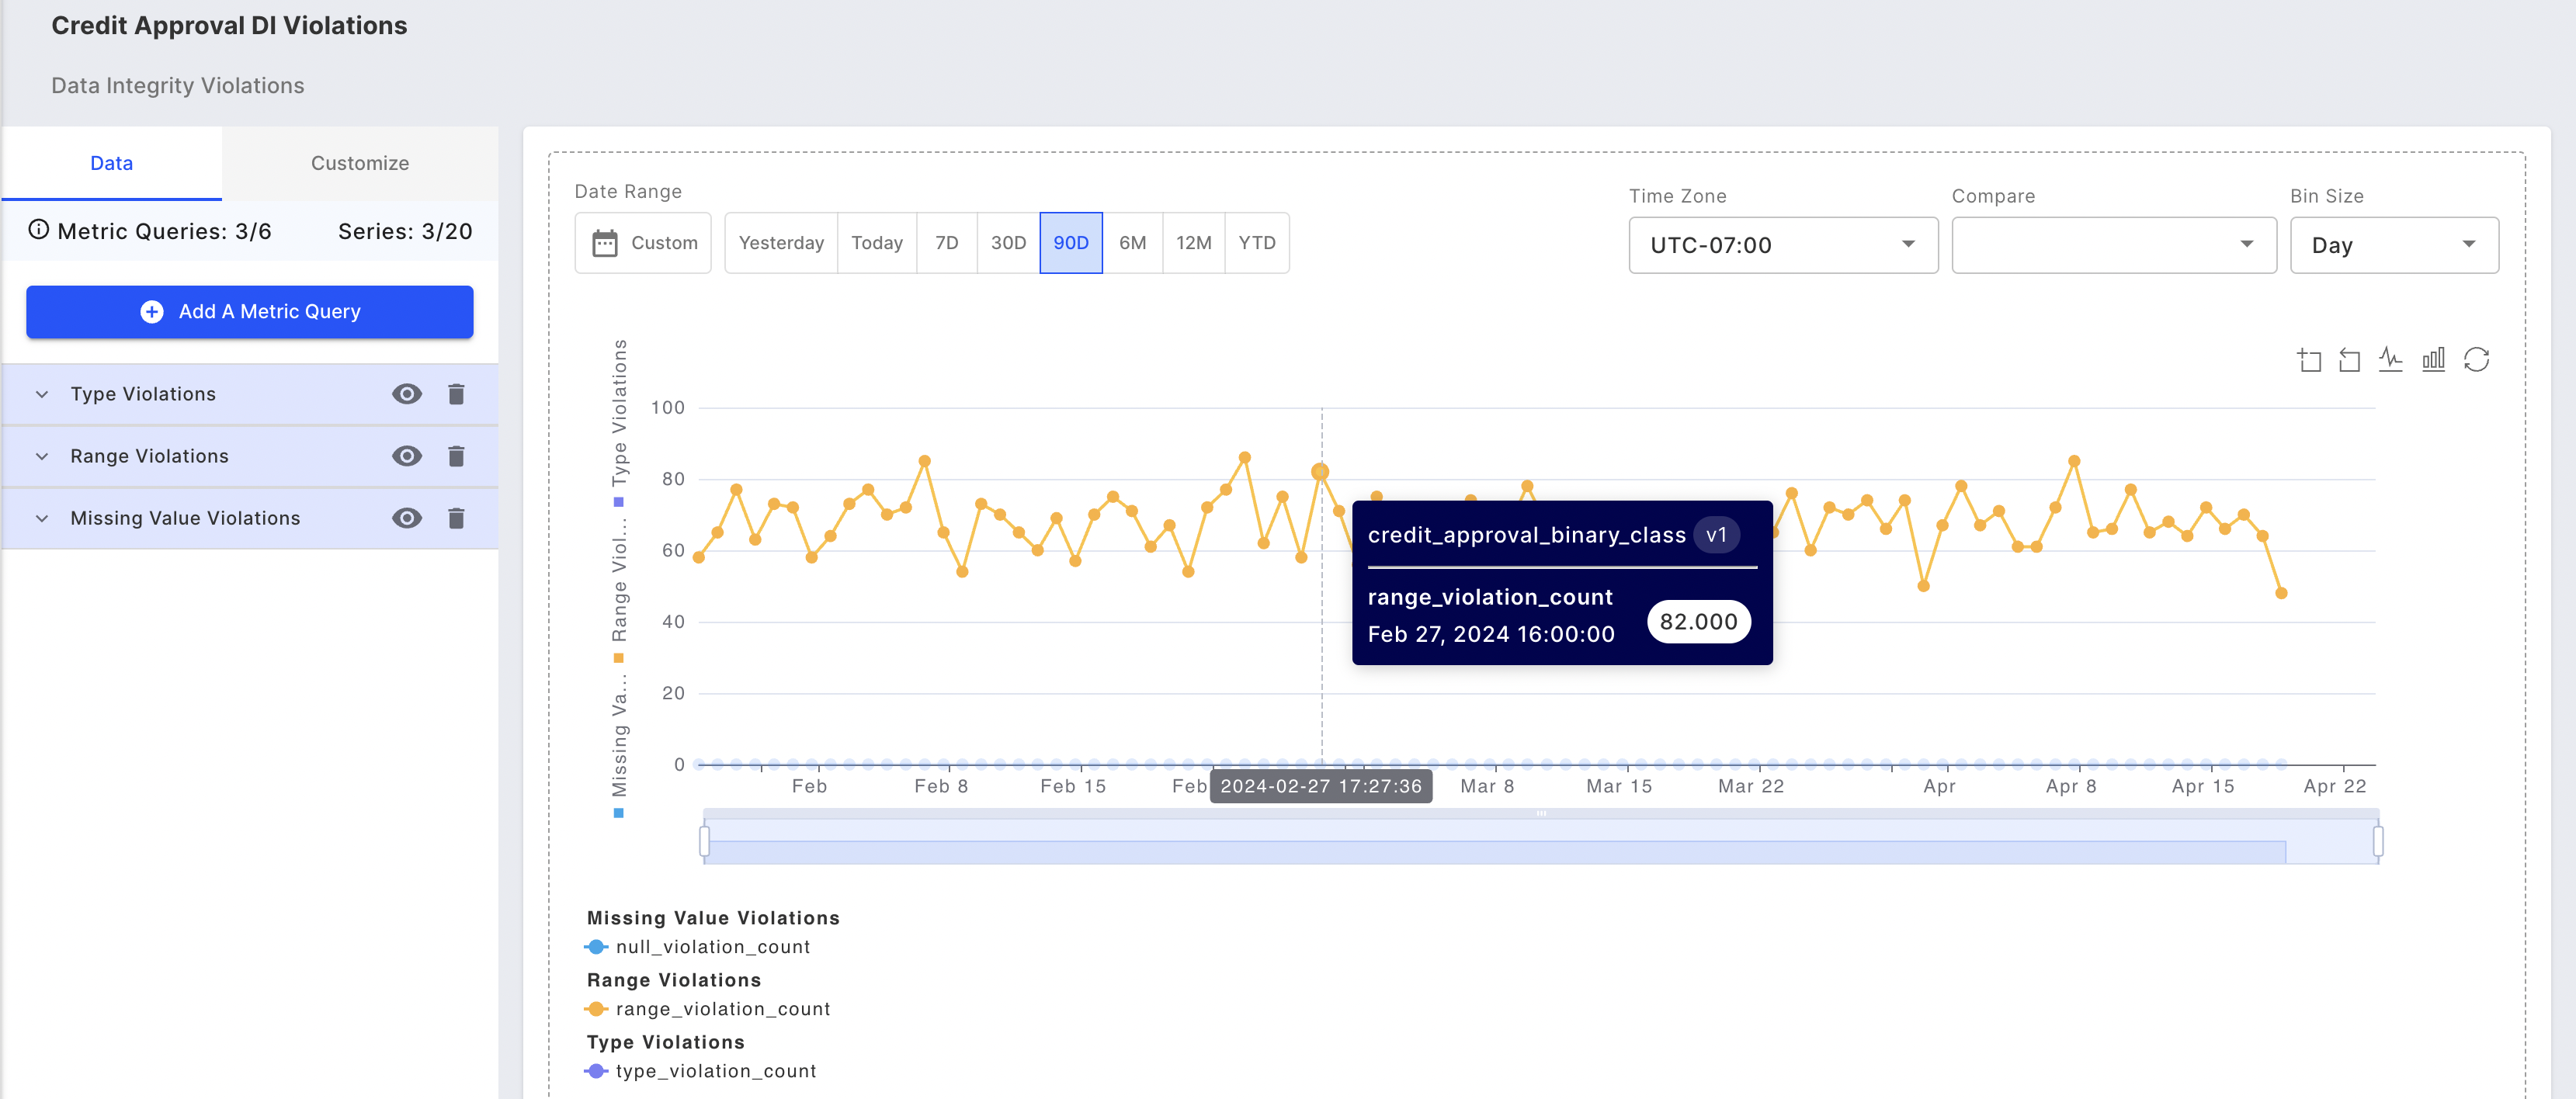 Credit Approval DI Violations
Data Integrity Violations
Data
Customize
Metric Queries: 3/6
Series: 3/20
Add A Metric Query
Type Violations
Range Violations
Missing Value Violations
Date Range
Custom
Yesterday
Today
7D
30D
90D
6M
12M
YTD
Time Zone
UTC-07:00
Compare
Bin Size
Day
Type Violations
Range Viol...
Missing Va...
100
80
60
40
20
0
credit_approval_binary_class v1
range_violation_count
Feb 27, 2024 16:00:00
82.000
Feb
Feb 8
Feb 15
Feb
2024-02-27 17:27:36
Mar 8
Mar 15
Mar 22
Apr
Apr 8
Apr 15
Apr 22
Missing Value Violations
null_violation_count
Range Violations
range_violation_count
Type Violations
type_violation_count